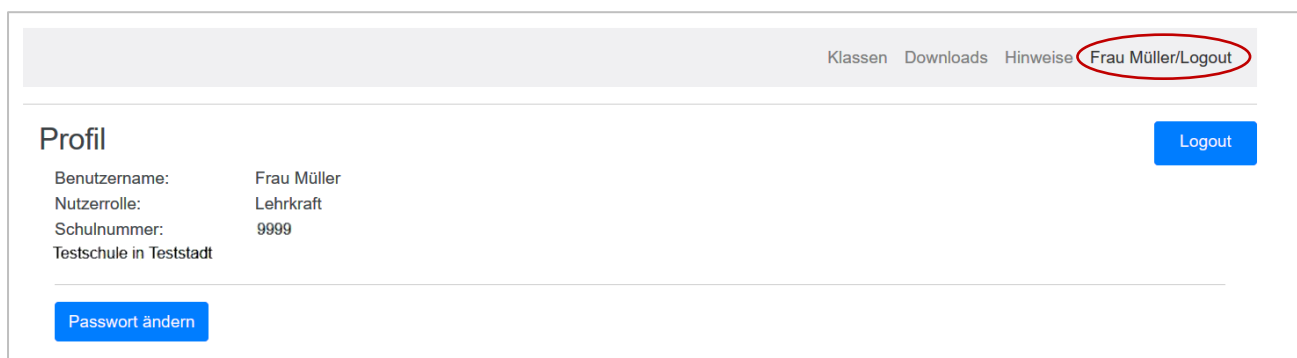 Klassen Downloads Hinweise Frau Müller/Logout
Profil
Logout
Benutzername: Frau Müller
Nutzerrolle: Lehrkraft
Schulnummer: 9999
Testschule in Teststadt
Passwort ändern